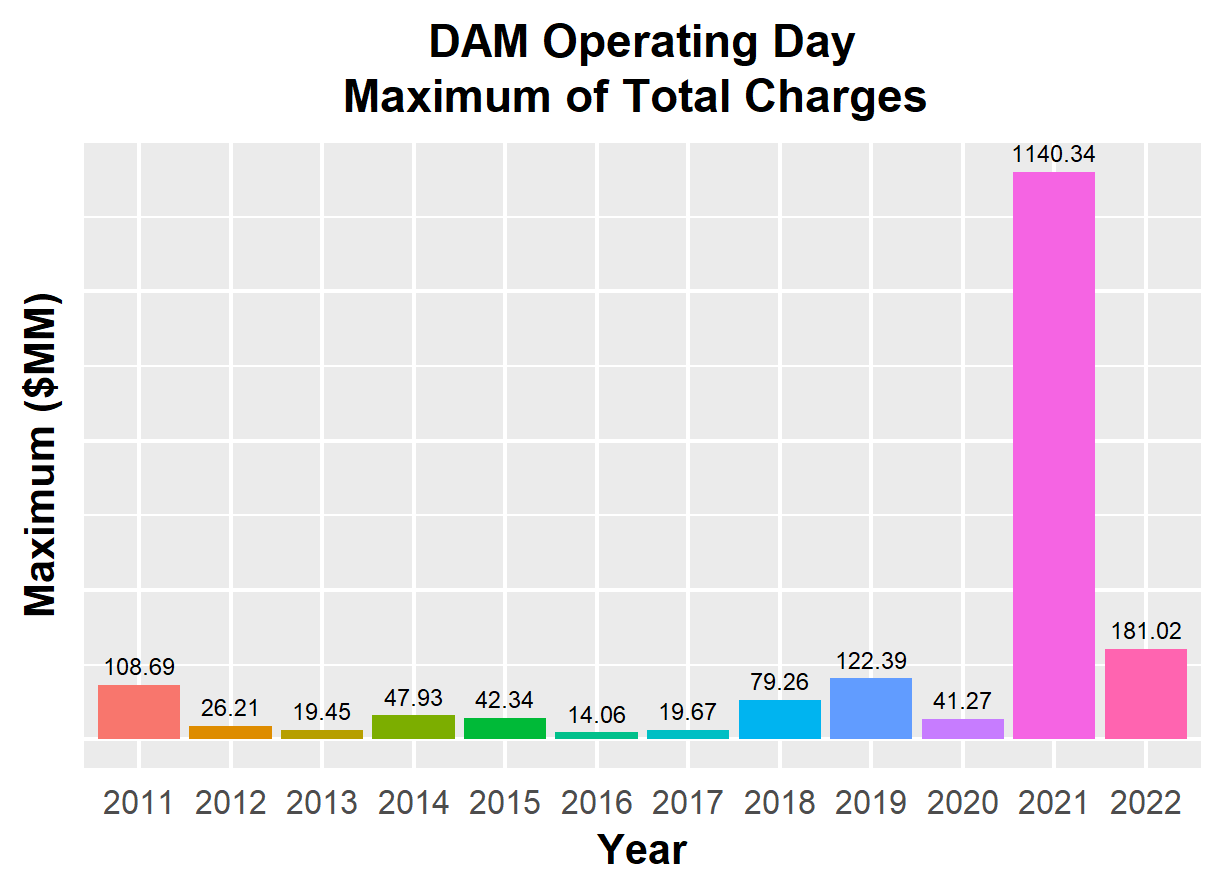 DAM Operating Day
Maximum of Total Charges
Maximum ($MM)
1140.34
181.02
108.69
122.39
79.26
26.21
19.45
47.93
42.34
14.06
19.67
41.27
2011 2012 2013 2014 2015 2016 2017 2018 2019 2020 2021 2022
Year